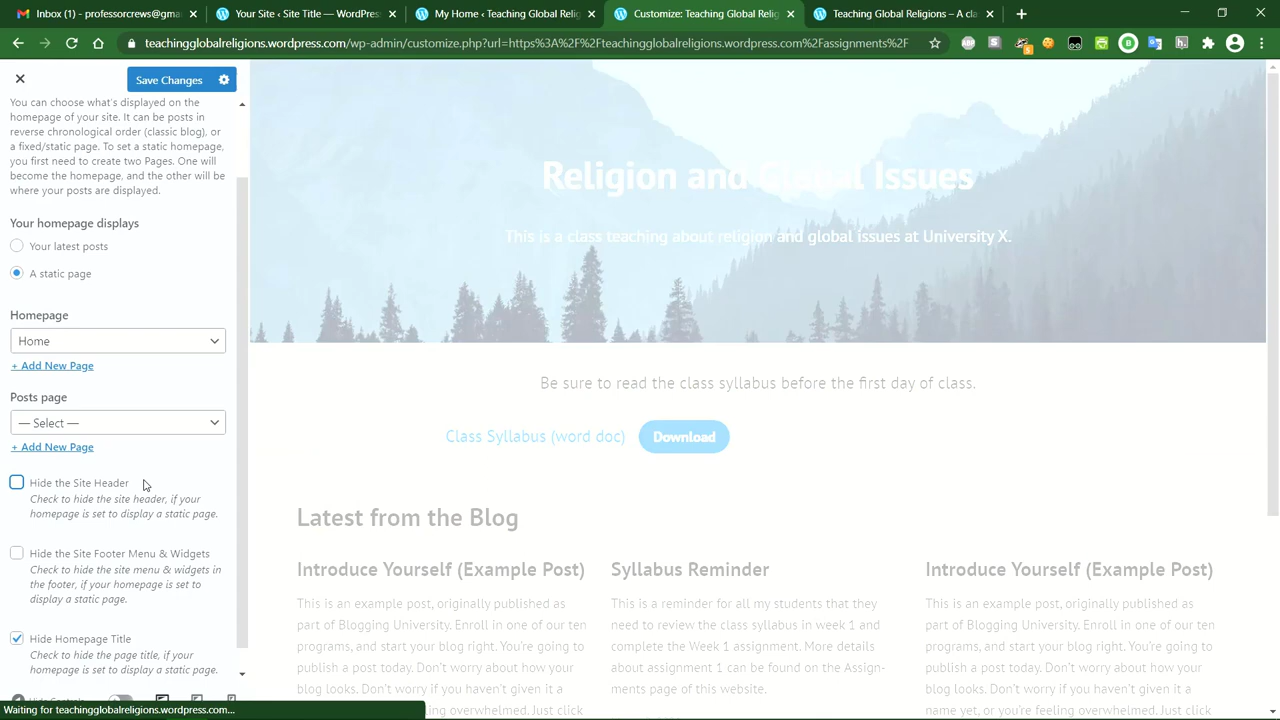 Inbox (1) - professorcrews@gma
Your Site ‹ Site Title — WordPres
My Home ‹ Teaching Global Relig
Customize: Teaching Global Relig
Teaching Global Religions – A cla
teachingglobalreligions.wordpress.com/wp-admin/customize.php?url=https%3A%2F%2Fteachingglobalreligions.wordpress.com%2Fassignments%2F
Save Changes
You can choose what's displayed on the
homepage of your site. It can be posts in
reverse chronological order (classic blog), or
a fixed/static page. To set a static homepage,
you first need to create two Pages. One will
become the homepage, and the other will be
where your posts are displayed.
Your homepage displays
Your latest posts
A static page
Homepage
Home
+ Add New Page
Posts page
— Select —
+ Add New Page
Hide the Site Header
Check to hide the site header, if your
homepage is set to display a static page.
Hide the Site Footer Menu & Widgets
Check to hide the site menu & widgets in
the footer, if your homepage is set to
display a static page.
Hide Homepage Title
Check to hide the page title, if your
homepage is set to display a static page.
Waiting for teachingglobalreligions.wordpress.com...
Religion and Global Issues
This is a class teaching about religion and global issues at University X.
Be sure to read the class syllabus before the first day of class.
Class Syllabus (word doc)
Download
Latest from the Blog
Introduce Yourself (Example Post)
This is an example post, originally published as
part of Blogging University. Enroll in one of our ten
programs, and start your blog right. You're going to
publish a post today. Don't worry about how your
blog looks. Don't worry if you haven't given it a
name yet, or you're feeling overwhelmed. Just click
Syllabus Reminder
This is a reminder for all my students that they
need to review the class syllabus in week 1 and
complete the Week 1 assignment. More details
about assignment 1 can be found on the Assign-
ments page of this website.
Introduce Yourself (Example Post)
This is an example post, originally published as
part of Blogging University. Enroll in one of our ten
programs, and start your blog right. You're going to
publish a post today. Don't worry about how your
blog looks. Don't worry if you haven't given it a
name yet, or you're feeling overwhelmed. Just click